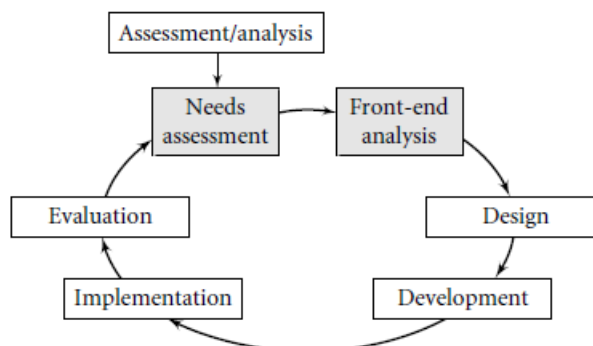 Assessment/analysis
Needs
assessment
Front-end
analysis
Evaluation
Design
Implementation
Development